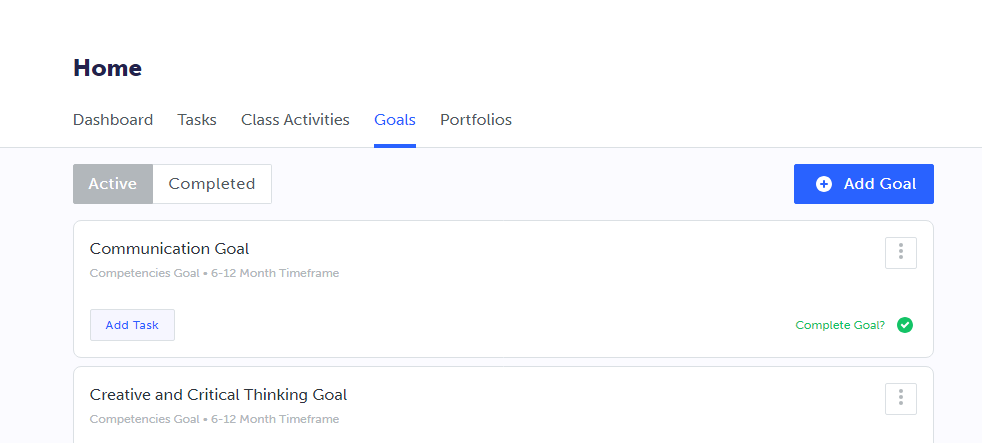 Home
Dashboard Tasks Class Activities Goals Portfolios
Active Completed Add Goal
Communication Goal
Competencies Goal • 6-12 Month Timeframe
Add Task Complete Goal?
Creative and Critical Thinking Goal
Competencies Goal • 6-12 Month Timeframe